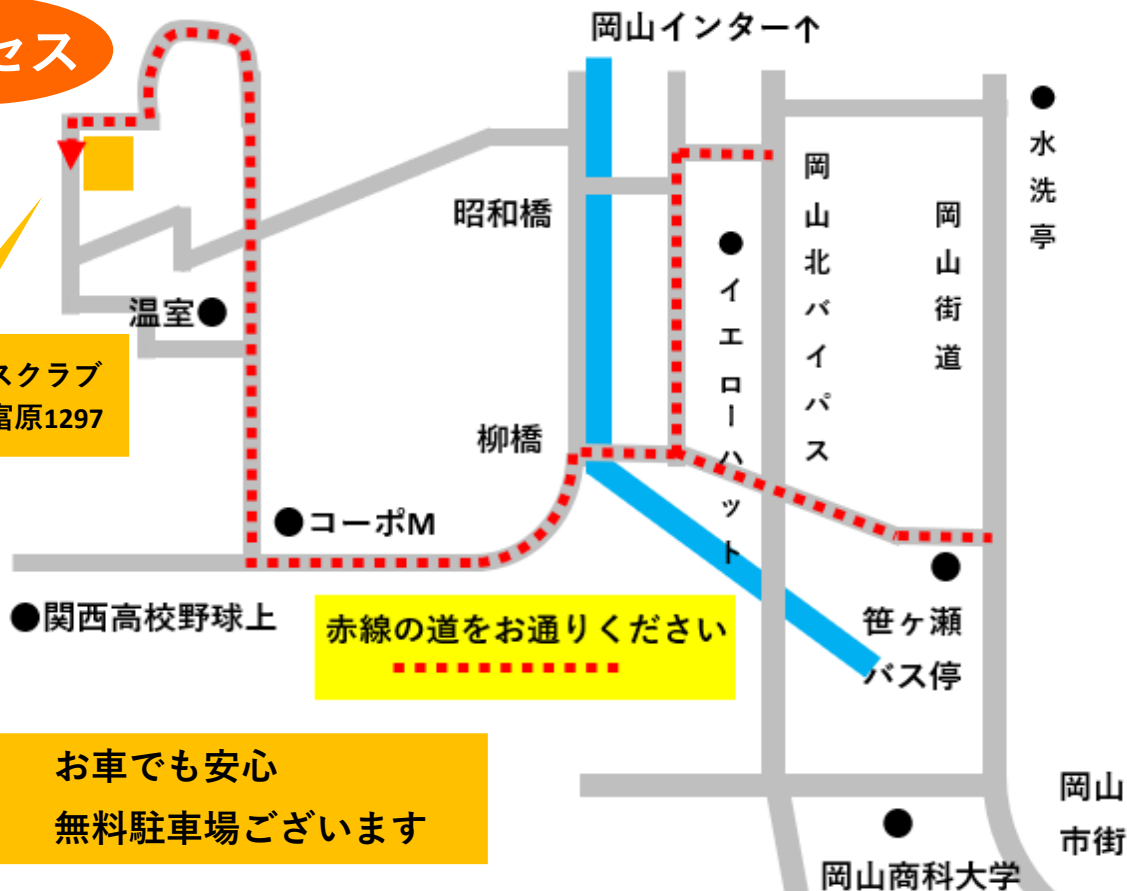 セス
岡山インター↑
水洗亭
岡山北バイパス
岡山街道
昭和橋
イエローハット
温室
スクラブ
富原1297
柳橋
コーポM
関西高校野球上
赤線の道をお通りください
笹ヶ瀬
バス停
お車でも安心
無料駐車場ございます
岡山
市街
岡山商科大学